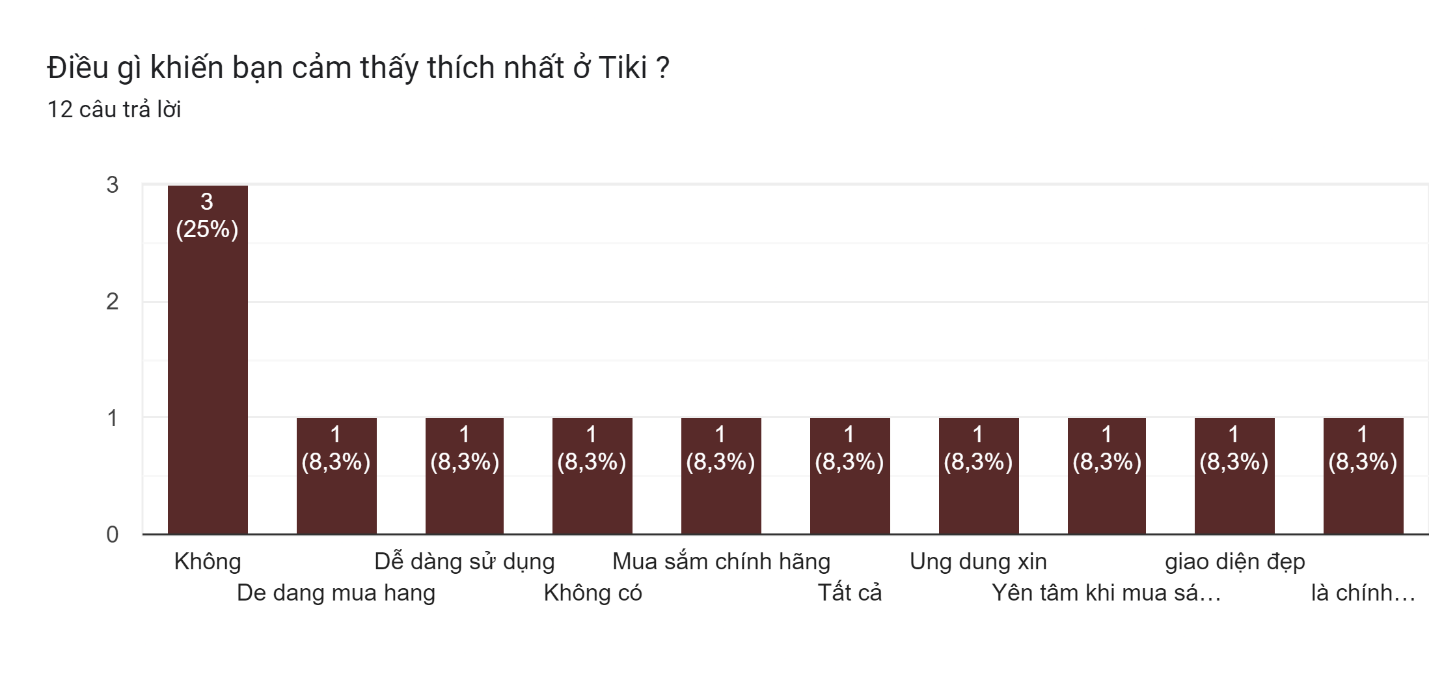 Điều gì khiến bạn cảm thấy thích nhất ở Tiki ?
12 câu trả lời
3
2
1
0
3
(25%)
1
(8,3%)
1
(8,3%)
1
(8,3%)
1
(8,3%)
1
(8,3%)
1
(8,3%)
1
(8,3%)
1
(8,3%)
1
(8,3%)
Không
De dang mua hang
Dễ dàng sử dụng
Không có
Mua sắm chính hãng
Tất cả
Ung dung xin
Yên tâm khi mua sá…
giao diện đẹp
là chính…